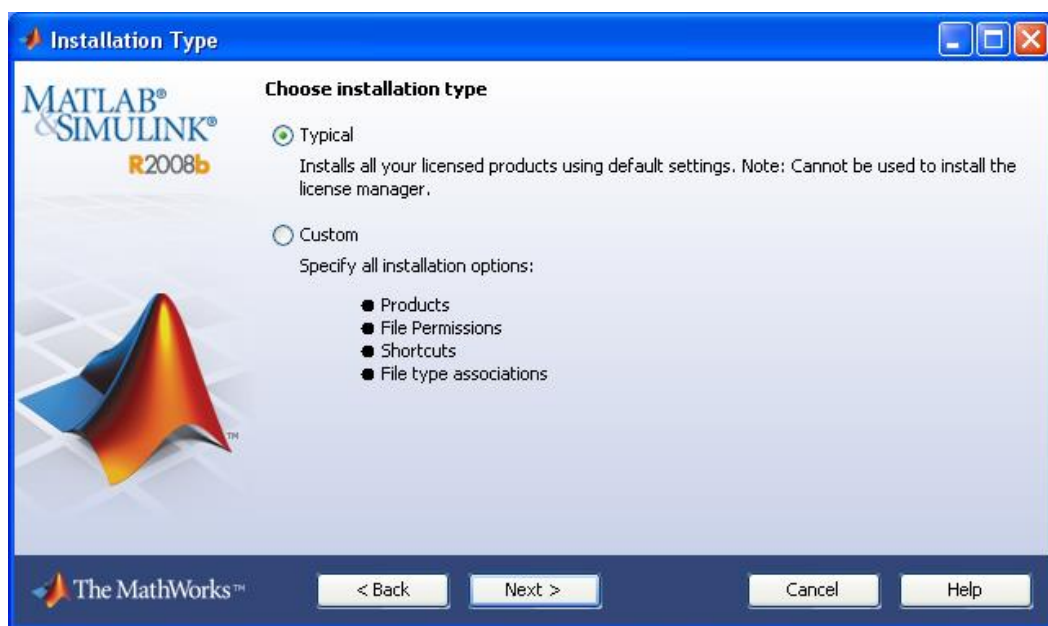 Installation Type
MATLAB®
&SIMULINK®
R2008b
Choose installation type
Typical
Installs all your licensed products using default settings. Note: Cannot be used to install the
license manager.
Custom
Specify all installation options:
● Products
● File Permissions
● Shortcuts
● File type associations
TM
The MathWorks™
< Back
Next >
Cancel
Help